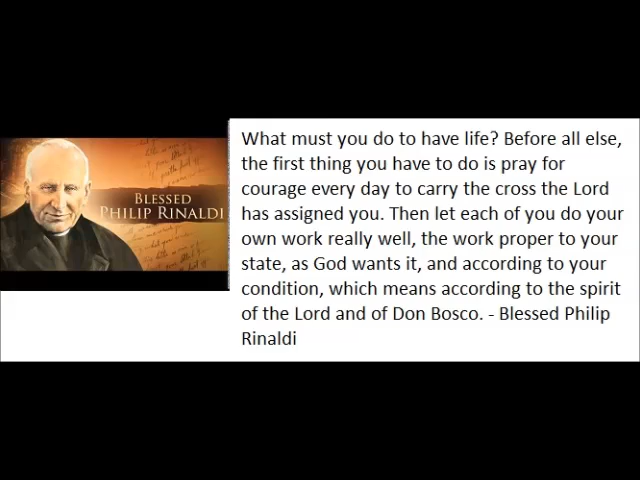 BLESSED
PHILIP RINALDI
What must you do to have life? Before all else,
the first thing you have to do is pray for
courage every day to carry the cross the Lord
has assigned you. Then let each of you do your
own work really well, the work proper to your
state, as God wants it, and according to your
condition, which means according to the spirit
of the Lord and of Don Bosco. - Blessed Philip
Rinaldi